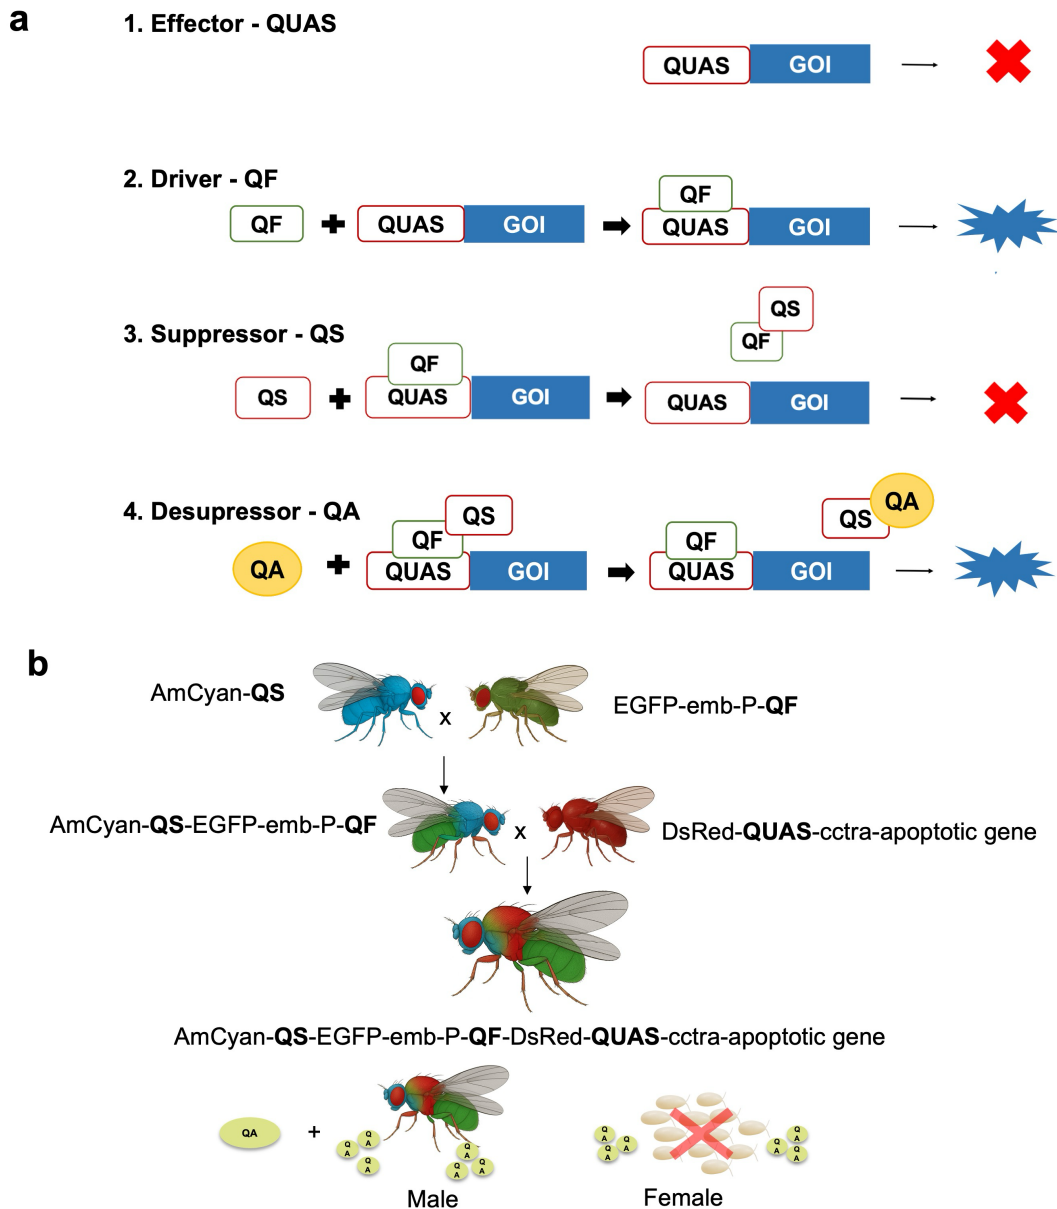 a
1. Effector - QUAS
QUAS GOI
2. Driver - QF
QF
QF QUAS GOI QUAS GOI
QS
3. Suppressor - QS
QF
QF
QS QUAS GOI QUAS GOI
4. Desupressor - QA
QS
QA
QS
QF
QF
QA QUAS GOI QUAS GOI
b
AmCyan-QS
x
EGFP-emb-P-QF
AmCyan-QS-EGFP-emb-P-QF
x
DsRed-QUAS-cctra-apoptotic gene
AmCyan-QS-EGFP-emb-P-QF-DsRed-QUAS-cctra-apoptotic gene
QA
+
Q
A
Q
A
Q
A
Q
A
Q
A
Q
A
Q
A
Q
A
Q
A
Q
A
Q
A
Q
A
Male
Female